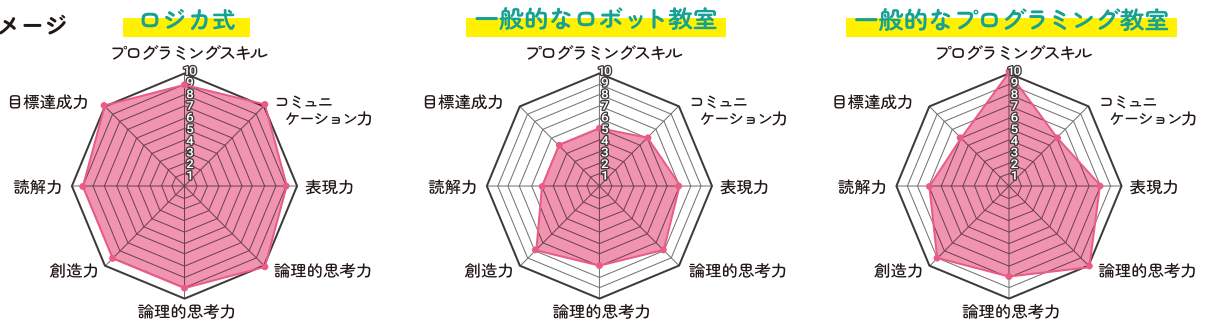 メージ
ロジカ式
プログラミングスキル
10
9
8
7
6
5
4
3
2
1
コミュニ
ケーション力
表現力
論理的思考力
論理的思考力
創造力
読解力
目標達成力
一般的なロボット教室
プログラミングスキル
10
9
8
7
6
5
4
3
2
1
コミュニ
ケーション力
表現力
論理的思考力
論理的思考力
創造力
読解力
目標達成力
一般的なプログラミング教室
プログラミングスキル
10
9
8
7
6
5
4
3
2
1
コミュニ
ケーション力
表現力
論理的思考力
論理的思考力
創造力
読解力
目標達成力